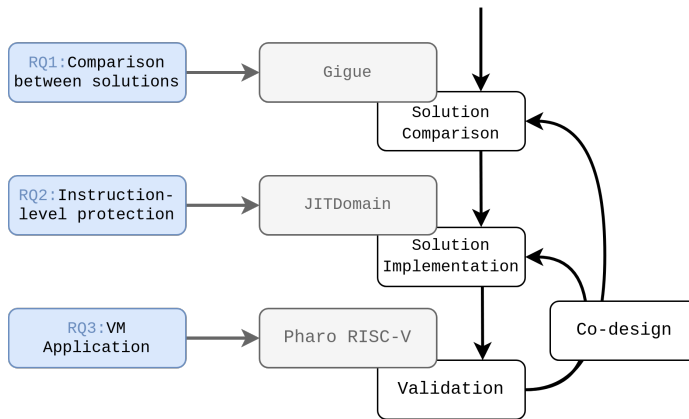 RQ1:Comparison
between solutions
Gigue
Solution
Comparison
RQ2:Instruction-
level protection
JITDomain
Solution
Implementation
RQ3:VM
Application
Pharo RISC-V
Co-design
Validation